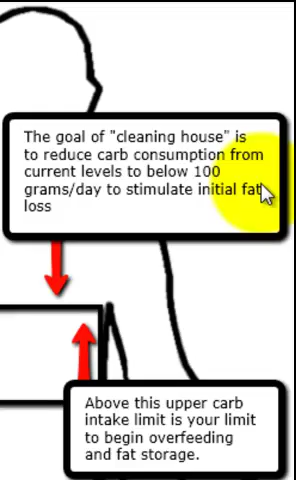 The goal of "cleaning house" is
to reduce carb consumption from
current levels to below 100
grams/day to stimulate initial fat
loss
Above this upper carb
intake limit is your limit
to begin overfeeding
and fat storage.